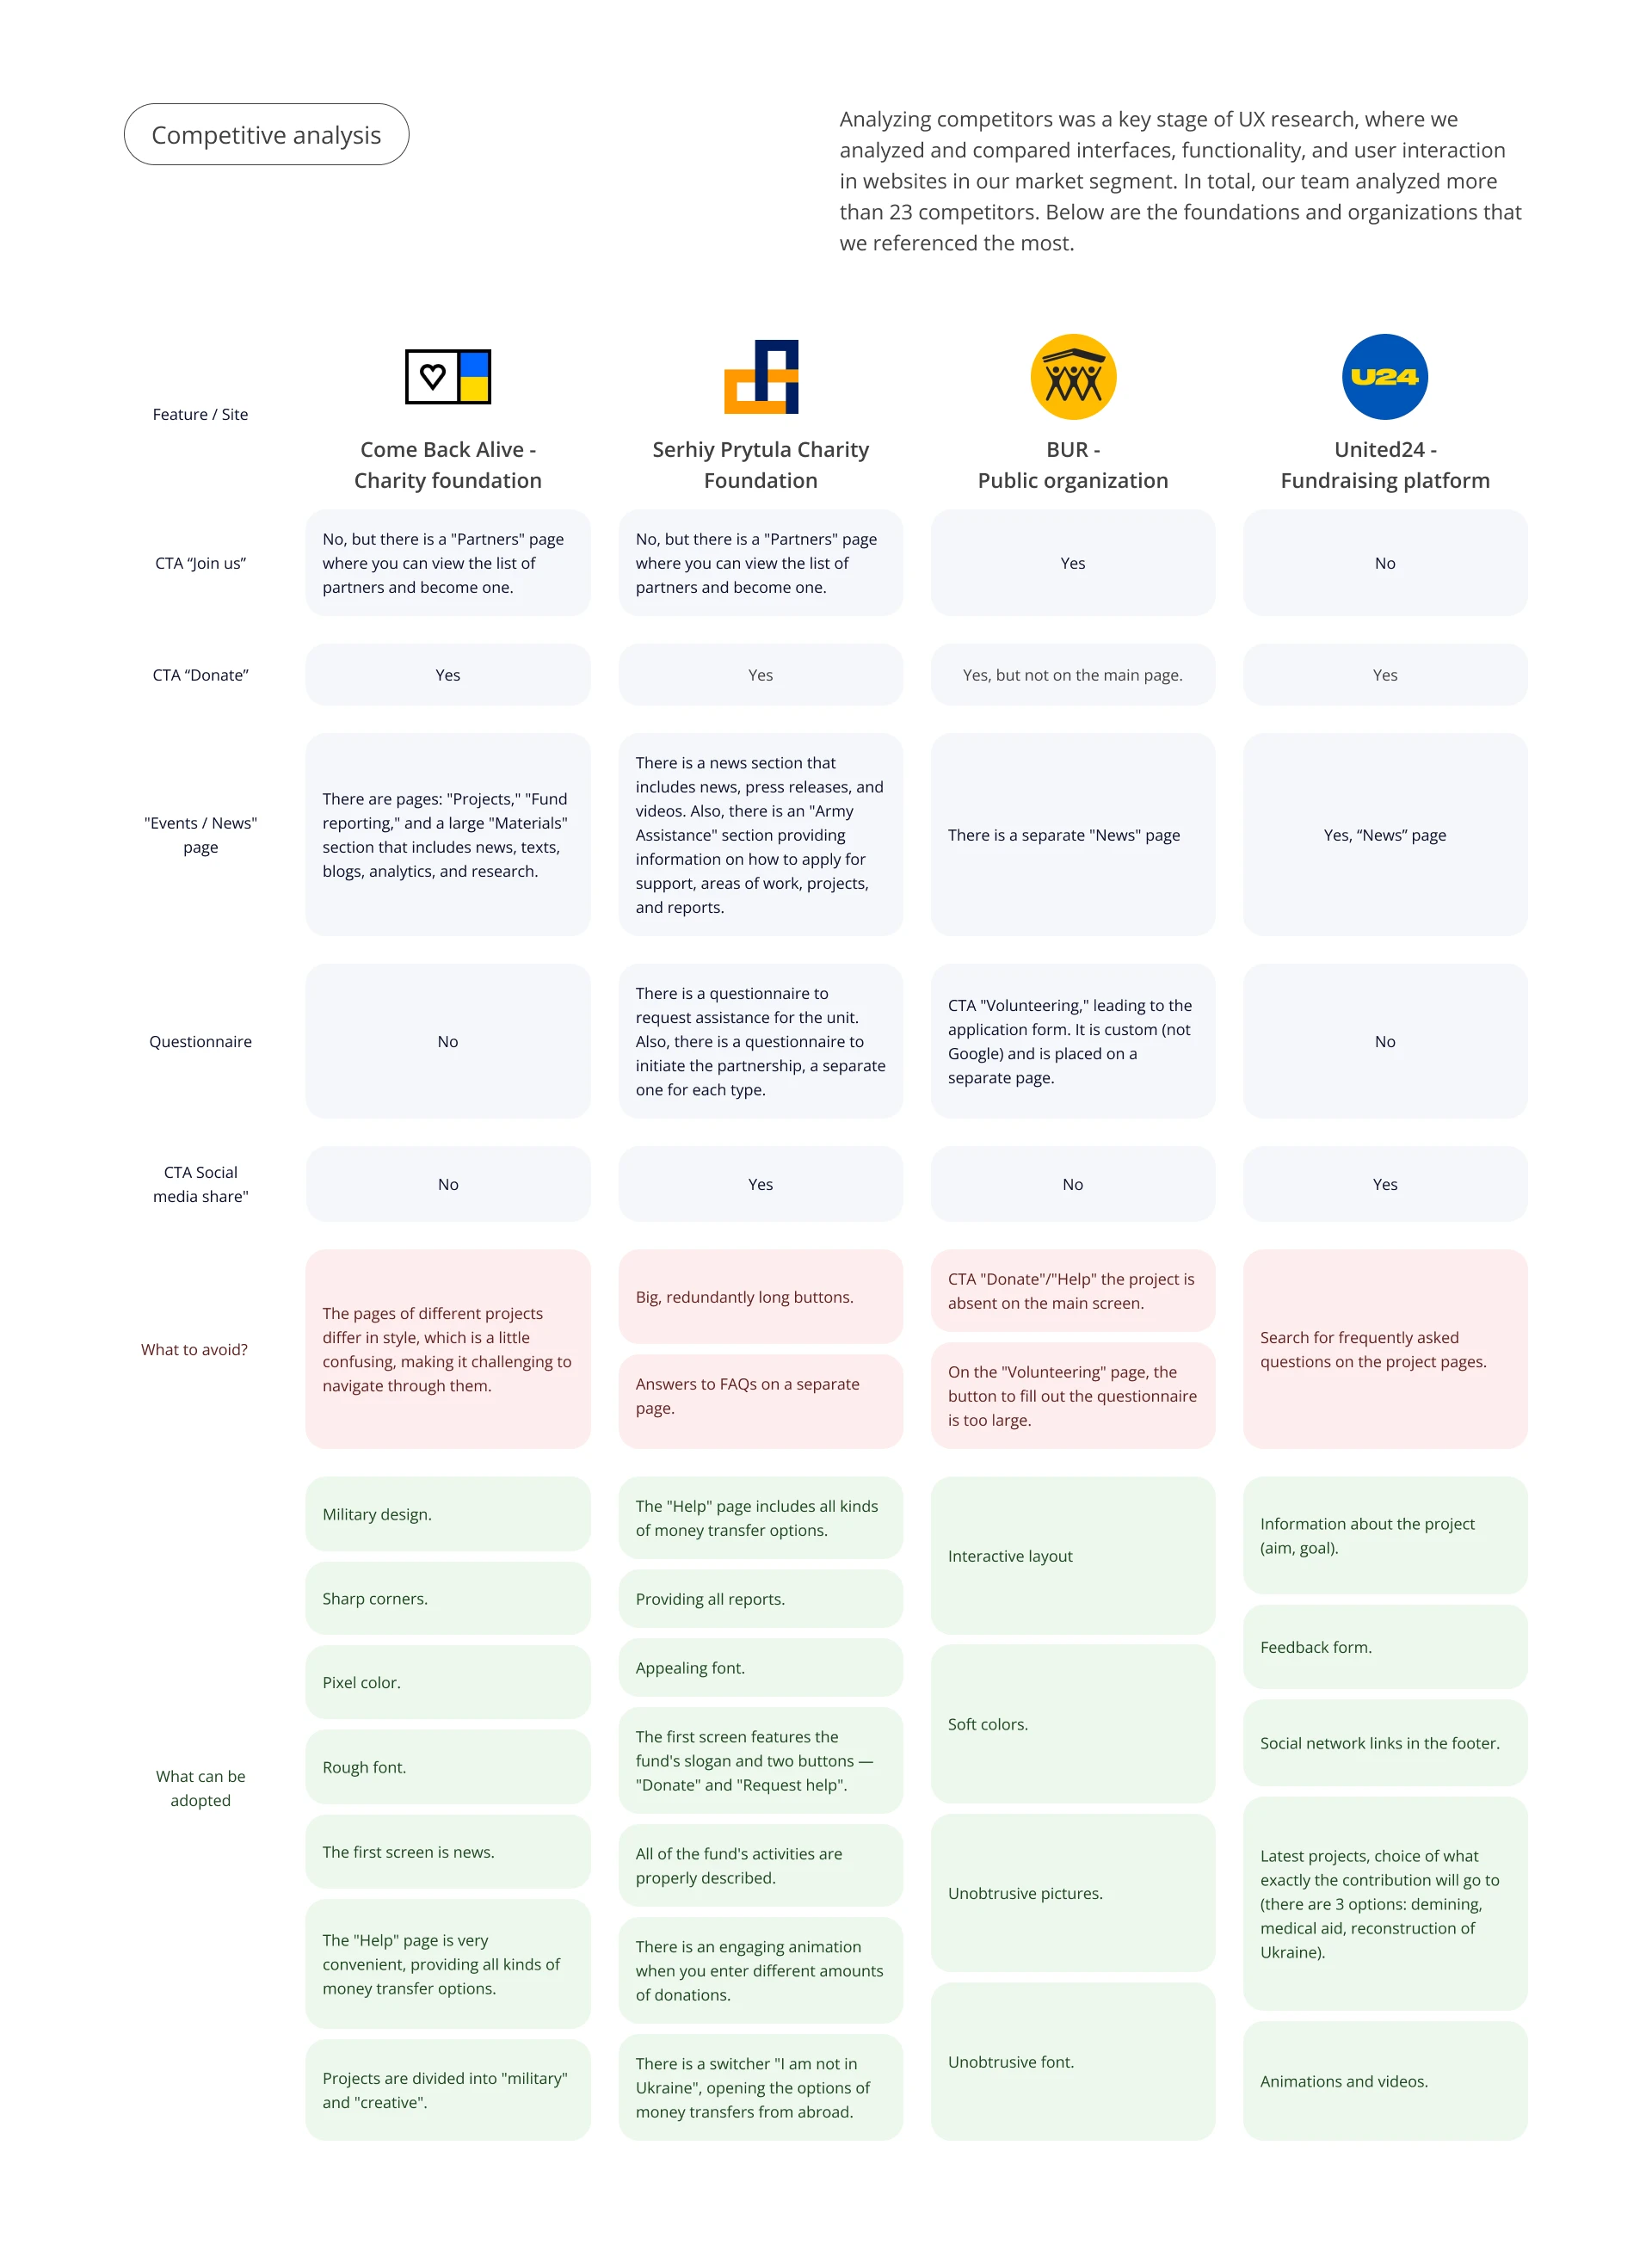 Competitive analysis
Analyzing competitors was a key stage of UX research, where we
analyzed and compared interfaces, functionality, and user interaction
in websites in our market segment. In total, our team analyzed more
than 23 competitors. Below are the foundations and organizations that
we referenced the most.
Feature / Site
Come Back Alive -
Charity foundation
Serhiy Prytula Charity
Foundation
BUR -
Public organization
U24
United24 -
Fundraising platform
CTA “Join us”
No, but there is a "Partners" page
where you can view the list of
partners and become one.
No, but there is a "Partners" page
where you can view the list of
partners and become one.
Yes
No
CTA “Donate”
Yes
Yes
Yes, but not on the main page.
Yes
"Events / News"
page
There are pages: "Projects," "Fund
reporting," and a large "Materials"
section that includes news, texts,
blogs, analytics, and research.
There is a news section that
includes news, press releases, and
videos. Also, there is an "Army
Assistance" section providing
information on how to apply for
support, areas of work, projects,
and reports.
There is a separate "News" page
Yes, “News” page
Questionnaire
No
There is a questionnaire to
request assistance for the unit.
Also, there is a questionnaire to
initiate the partnership, a separate
one for each type.
CTA "Volunteering," leading to the
application form. It is custom (not
Google) and is placed on a
separate page.
No
CTA Social
media share"
No
Yes
No
Yes
What to avoid?
The pages of different projects
differ in style, which is a little
confusing, making it challenging to
navigate through them.
Big, redundantly long buttons.
Answers to FAQs on a separate
page.
CTA "Donate"/"Help" the project is
absent on the main screen.
On the "Volunteering" page, the
button to fill out the questionnaire
is too large.
Search for frequently asked
questions on the project pages.
What can be
adopted
Military design.
Sharp corners.
Pixel color.
Rough font.
The first screen is news.
The "Help" page is very
convenient, providing all kinds of
money transfer options.
Projects are divided into "military"
and "creative".
The "Help" page includes all kinds
of money transfer options.
Providing all reports.
Appealing font.
The first screen features the
fund's slogan and two buttons —
"Donate" and "Request help".
All of the fund's activities are
properly described.
There is an engaging animation
when you enter different amounts
of donations.
There is a switcher "I am not in
Ukraine", opening the options of
money transfers from abroad.
Interactive layout
Soft colors.
Unobtrusive pictures.
Unobtrusive font.
Information about the project
(aim, goal).
Feedback form.
Social network links in the footer.
Latest projects, choice of what
exactly the contribution will go to
(there are 3 options: demining,
medical aid, reconstruction of
Ukraine).
Animations and videos.